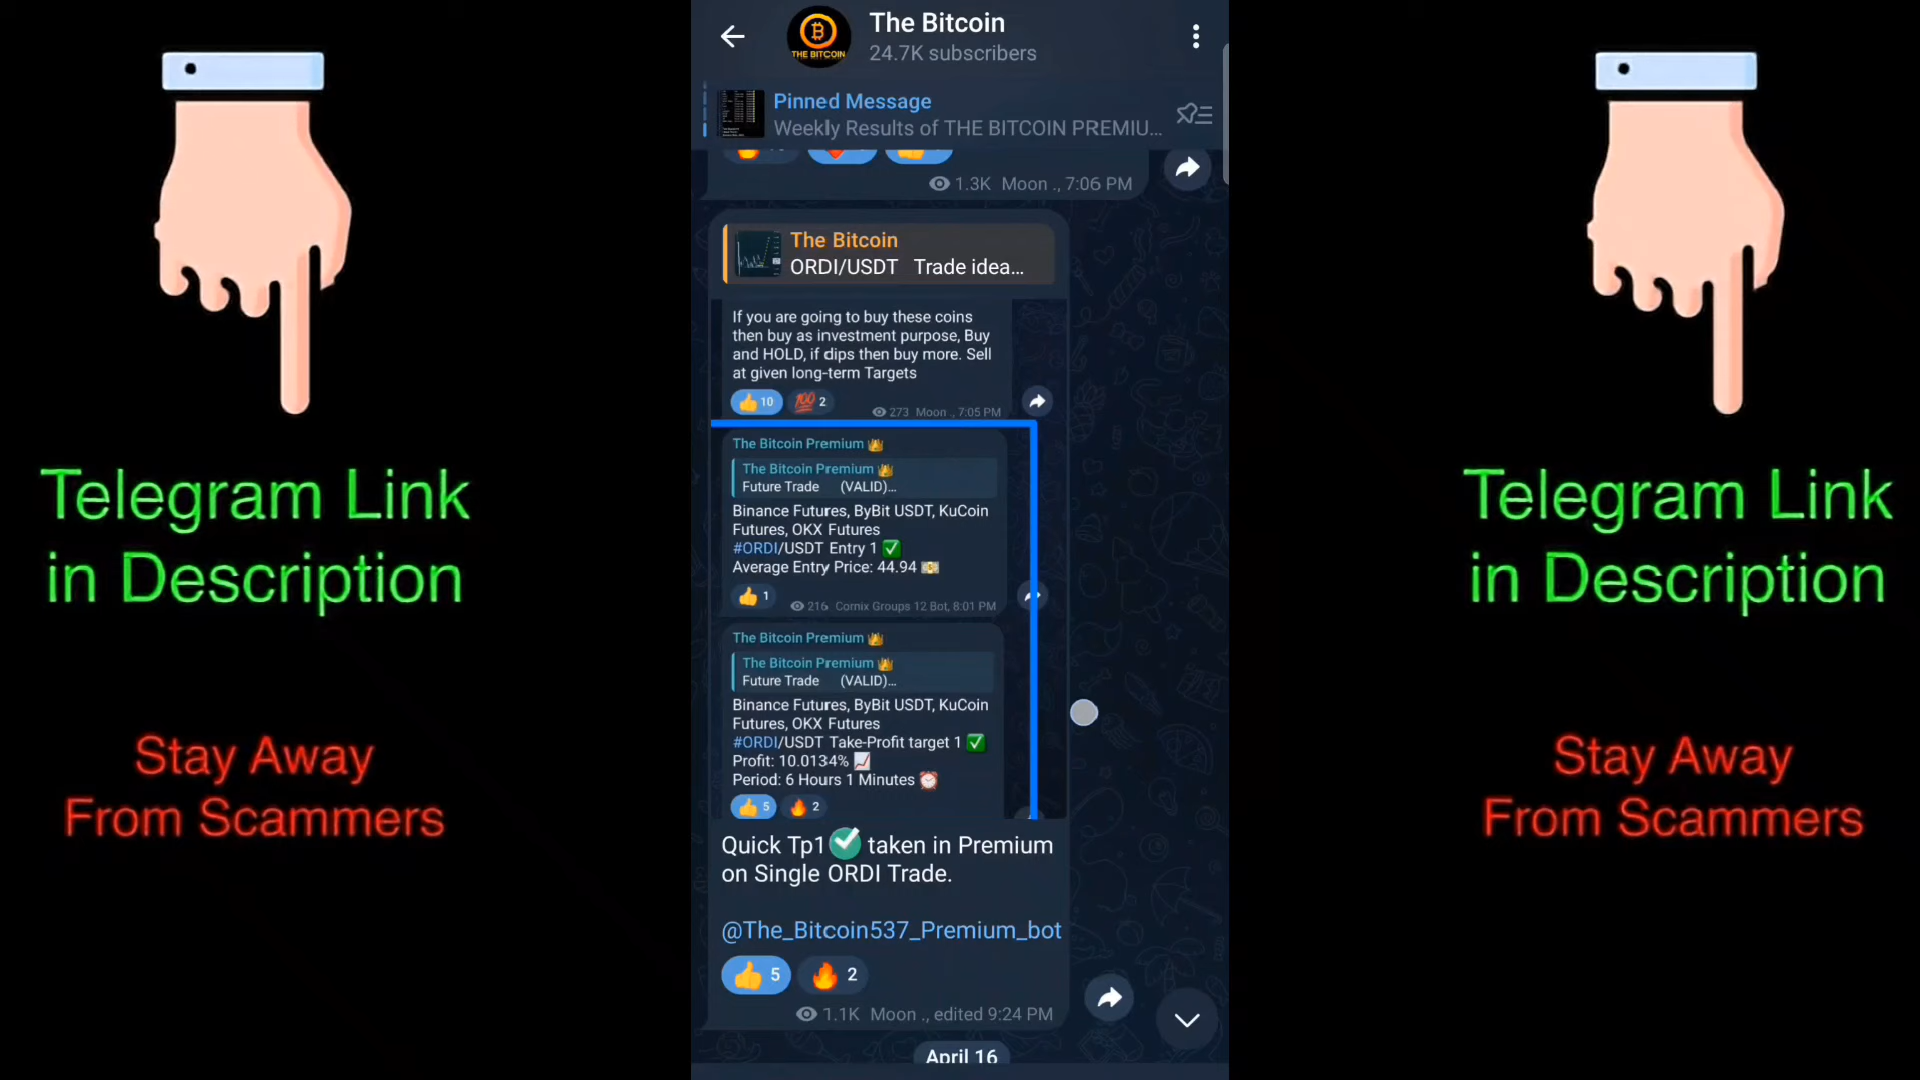 The Bitcoin
24.7K subscribers
THE BITCOIN
Pinned Message
Weekly Results of THE BITCOIN PREMIU...
1.3K Moon ., 7:06 PM
The Bitcoin
ORDI/USDT Trade idea...
If you are going to buy these coins
then buy as investment purpose, Buy
and HOLD, if dips then buy more. Sell
at given long-term Targets
👍 10 💯 2
273 Moon ., 7:05 PM
The Bitcoin Premium 👑
The Bitcoin Premium 👑
Future Trade (VALID)...
Binance Futures, ByBit USDT, KuCoin
Futures, OKX Futures
#ORDI/USDT Entry 1 ✅
Average Entry Price: 44.94 💵
👍 1
216 Cornix Groups 12 Bot, 8:01 PM
The Bitcoin Premium 👑
The Bitcoin Premium 👑
Future Trade (VALID)...
Binance Futures, ByBit USDT, KuCoin
Futures, OKX Futures
#ORDI/USDT Take-Profit target 1 ✅
Profit: 10.0134% 📈
Period: 6 Hours 1 Minutes ⏰
👍 5 🔥 2
Quick Tp1✅ taken in Premium
on Single ORDI Trade.
@The_Bitcoin537_Premium_bot
👍 5 🔥 2
1.1K Moon ., edited 9:24 PM
April 16
Telegram Link
in Description
Stay Away
From Scammers
Telegram Link
in Description
Stay Away
From Scammers